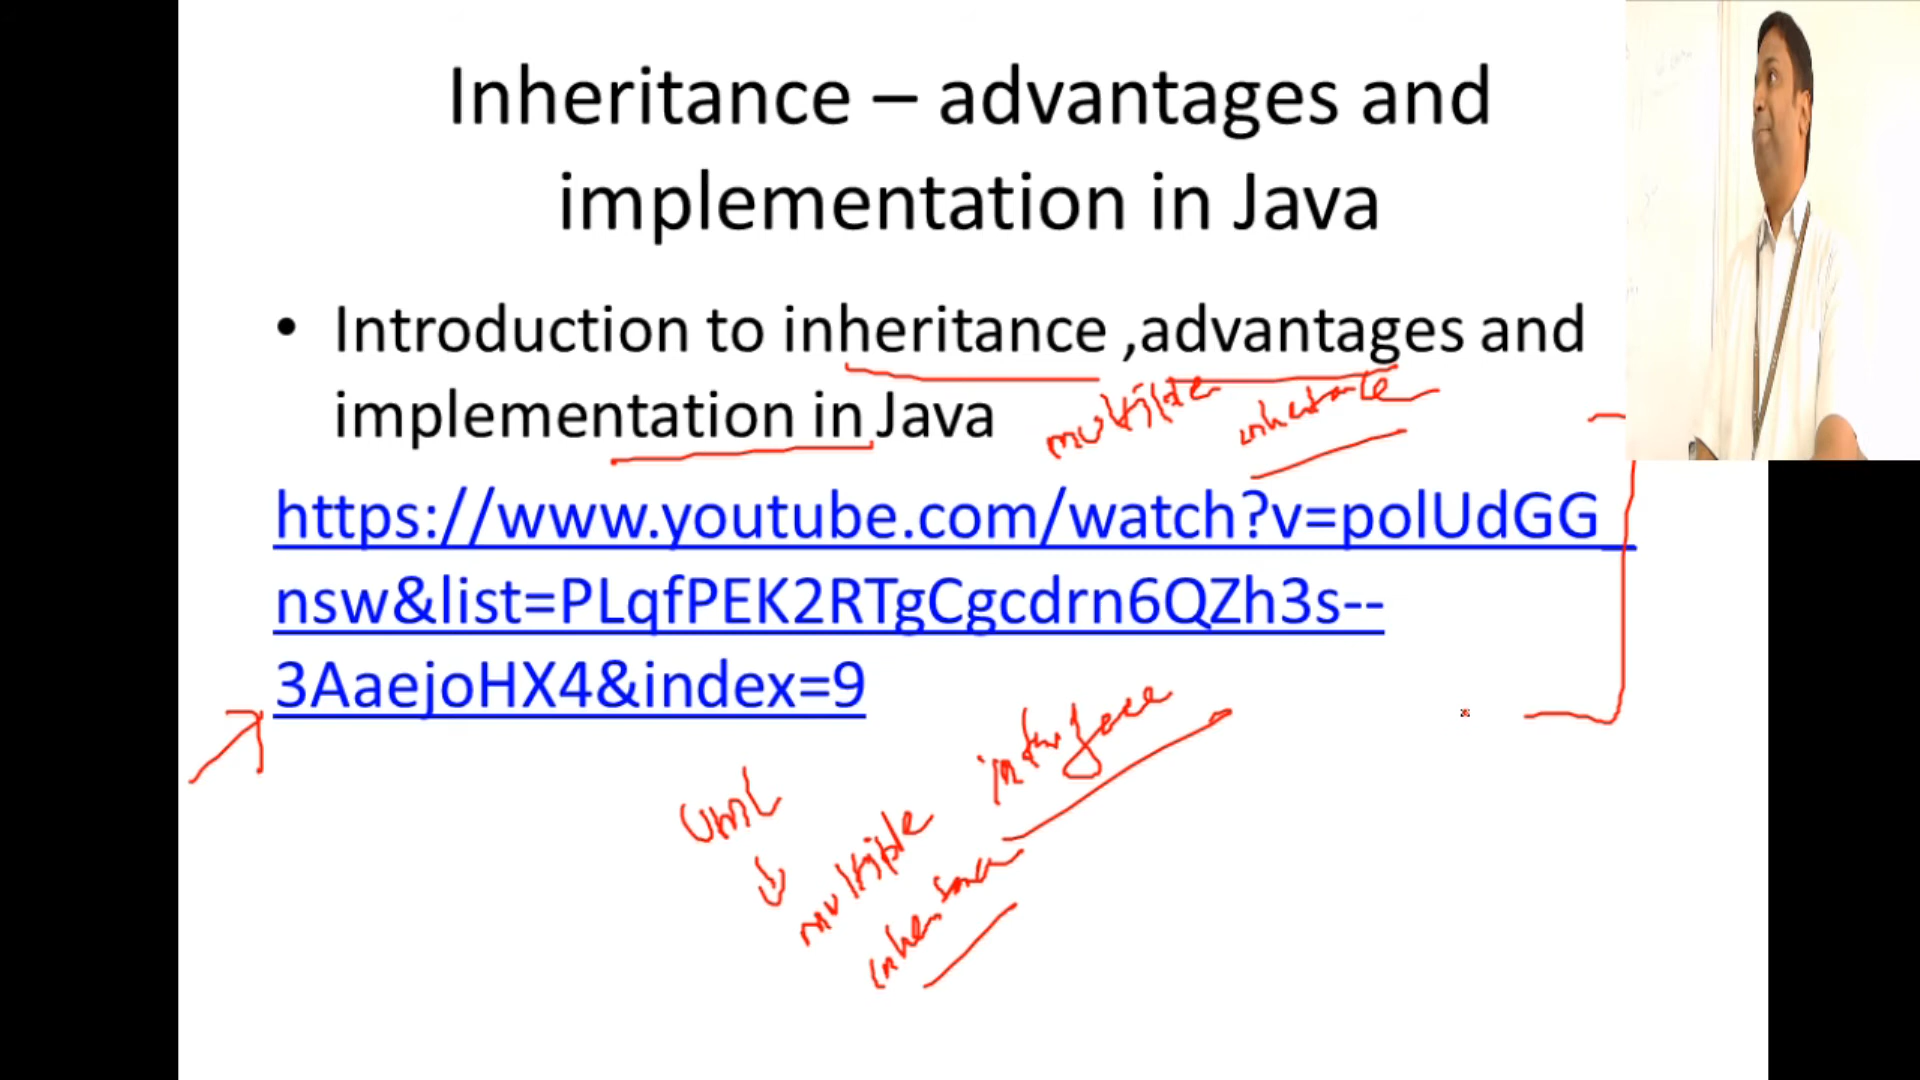 Inheritance – advantages and
implementation in Java
• Introduction to inheritance ,advantages and
implementation in Java
multiple inheritance
https://www.youtube.com/watch?v=polUdGG_
nsw&list=PLqfPEK2RTgCgcdrn6QZh3s--
3AaejoHX4&index=9
interface
UML
multiple
inheritance